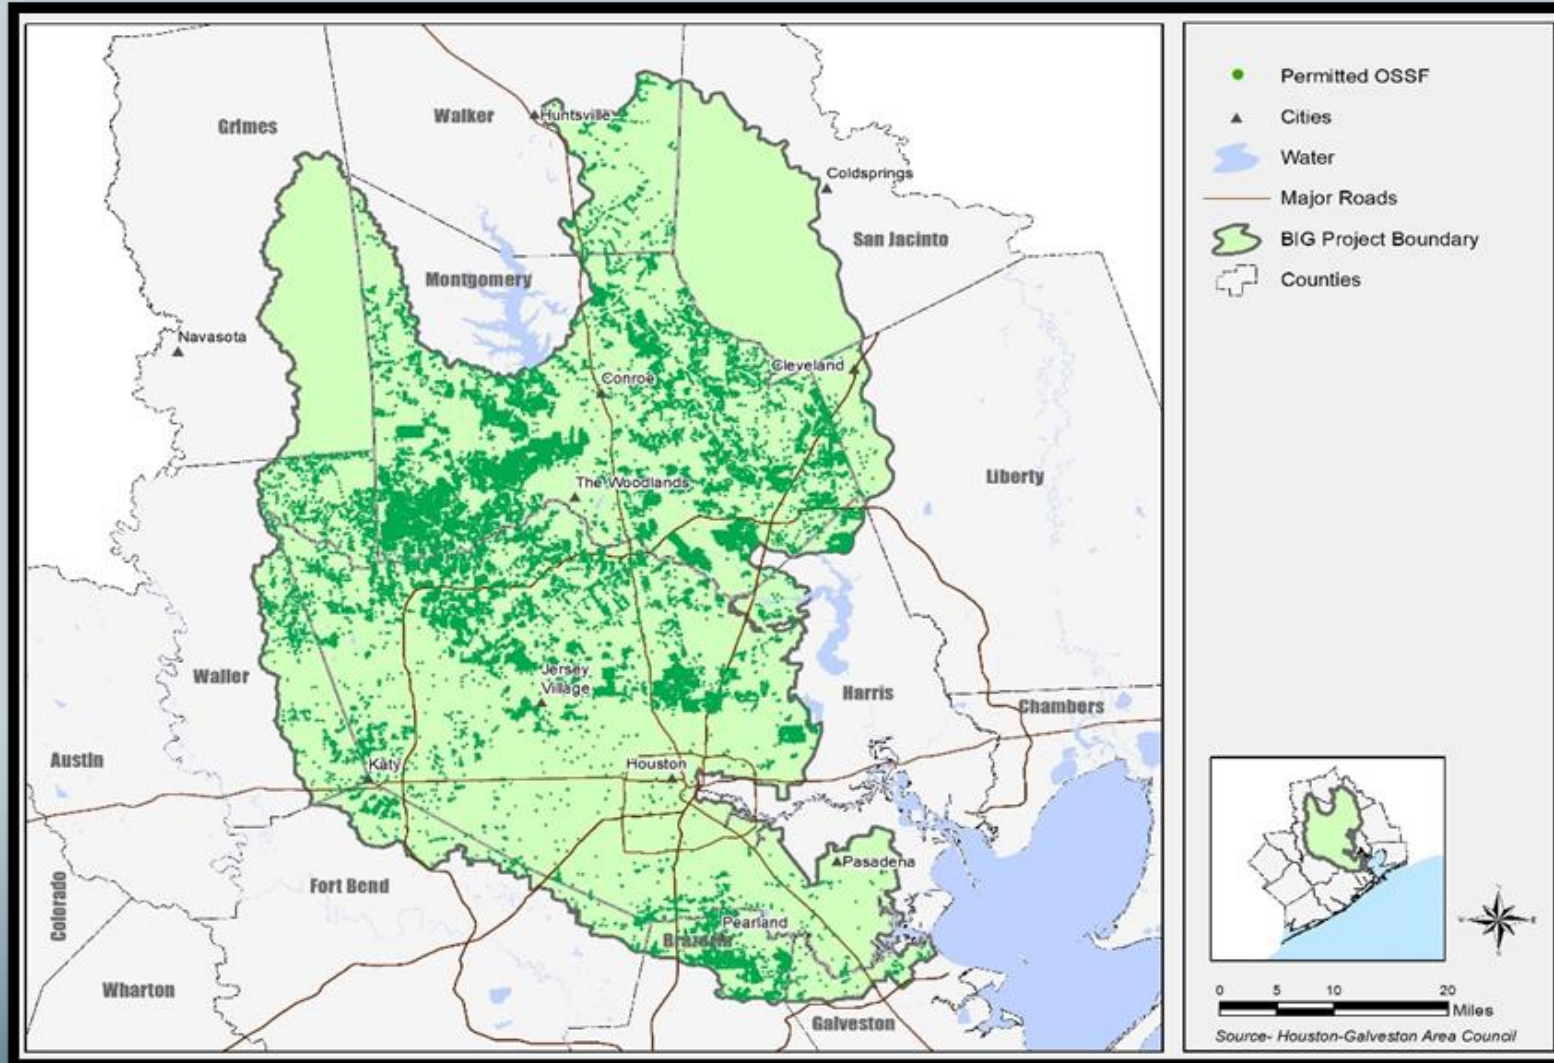 Grimes
Walker
Huntsville
Coldsprings
San Jacinto
Montgomery
Navasota
Conroe
Cleveland
Liberty
The Woodlands
Jersey
Village
Waller
Harris
Chambers
Austin
Katy
Houston
Pasadena
Fort Bend
Colorado
Pearland
Brazoria
Wharton
Galveston
Permitted OSSF
Cities
Water
Major Roads
BIG Project Boundary
Counties
0 5 10 20
Miles
Source- Houston-Galveston Area Council